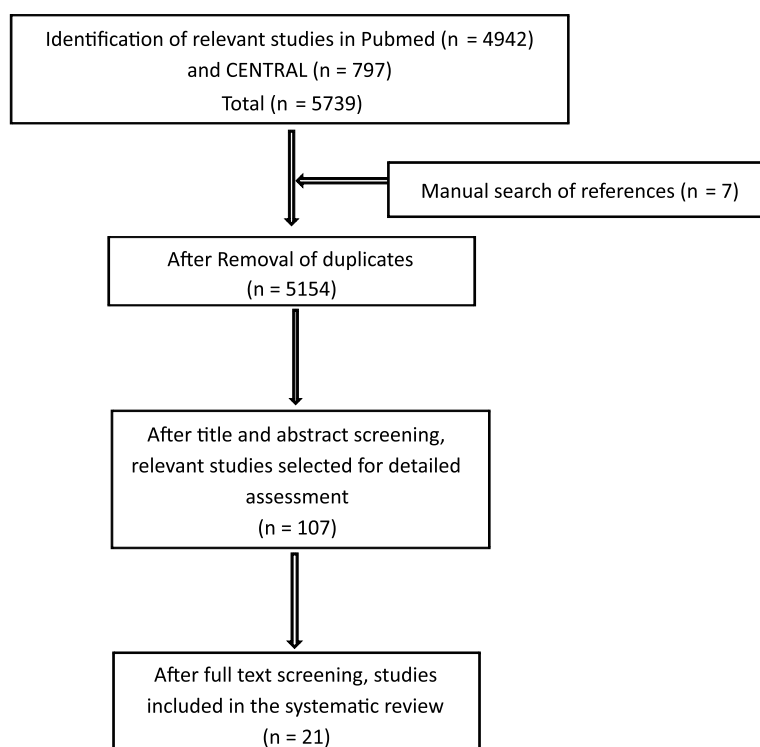 Identification of relevant studies in Pubmed (n = 4942)
and CENTRAL (n = 797)
Total (n = 5739)
Manual search of references (n = 7)
After Removal of duplicates
(n = 5154)
After title and abstract screening,
relevant studies selected for detailed
assessment
(n = 107)
After full text screening, studies
included in the systematic review
(n = 21)